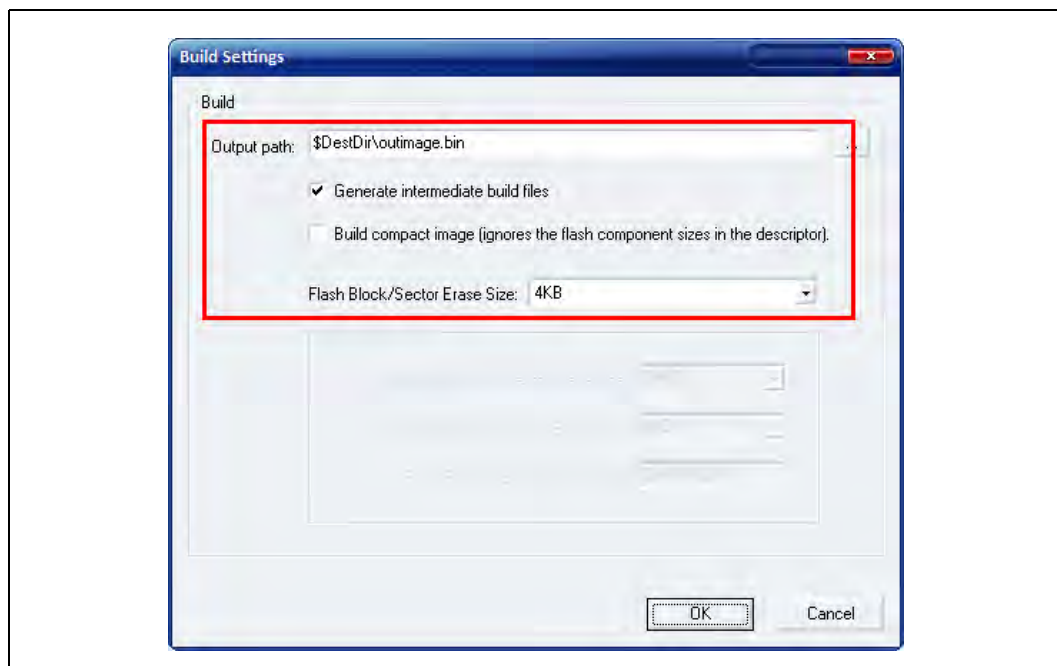 Build Settings
Build
Output path: $DestDir\outimage.bin
Generate intermediate build files
Build compact image (ignores the flash component sizes in the descriptor).
Flash Block/Sector Erase Size: 4KB
OK Cancel